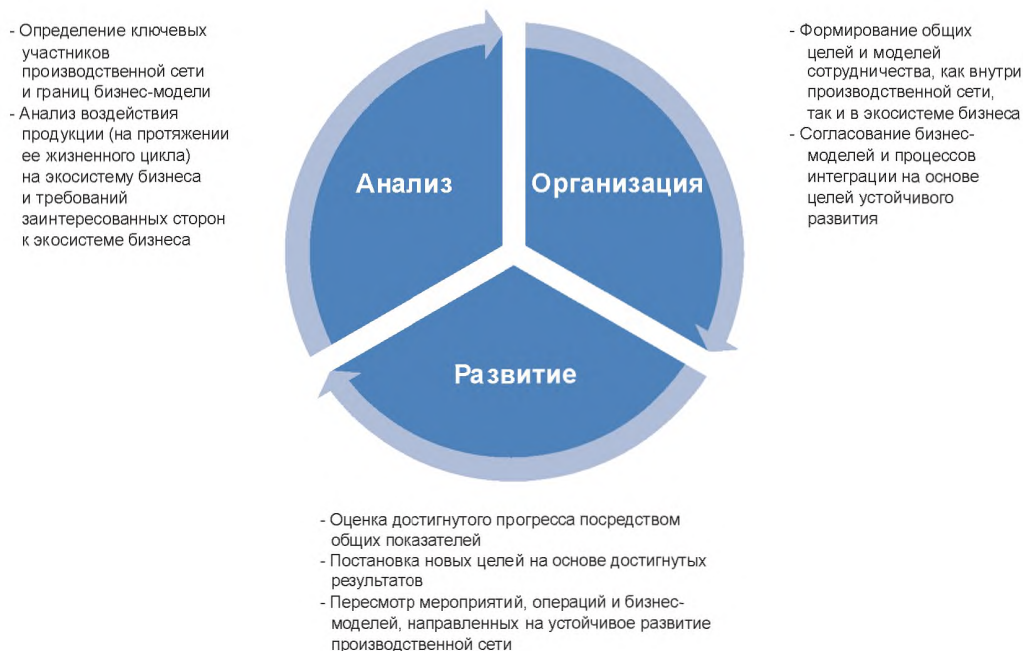 - Определение ключевых
участников
производственной сети
и границ бизнес-модели
- Анализ воздействия
продукции (на протяжении
ее жизненного цикла)
на экосистему бизнеса
и требований
заинтересованных сторон
к экосистеме бизнеса
Анализ
Организация
- Формирование общих
целей и моделей
сотрудничества, как внутри
производственной сети,
так и в экосистеме бизнеса
- Согласование бизнес-
моделей и процессов
интеграции на основе
целей устойчивого
развития
Развитие
- Оценка достигнутого прогресса посредством
общих показателей
- Постановка новых целей на основе достигнутых
результатов
- Пересмотр мероприятий, операций и бизнес-
моделей, направленных на устойчивое развитие
производственной сети